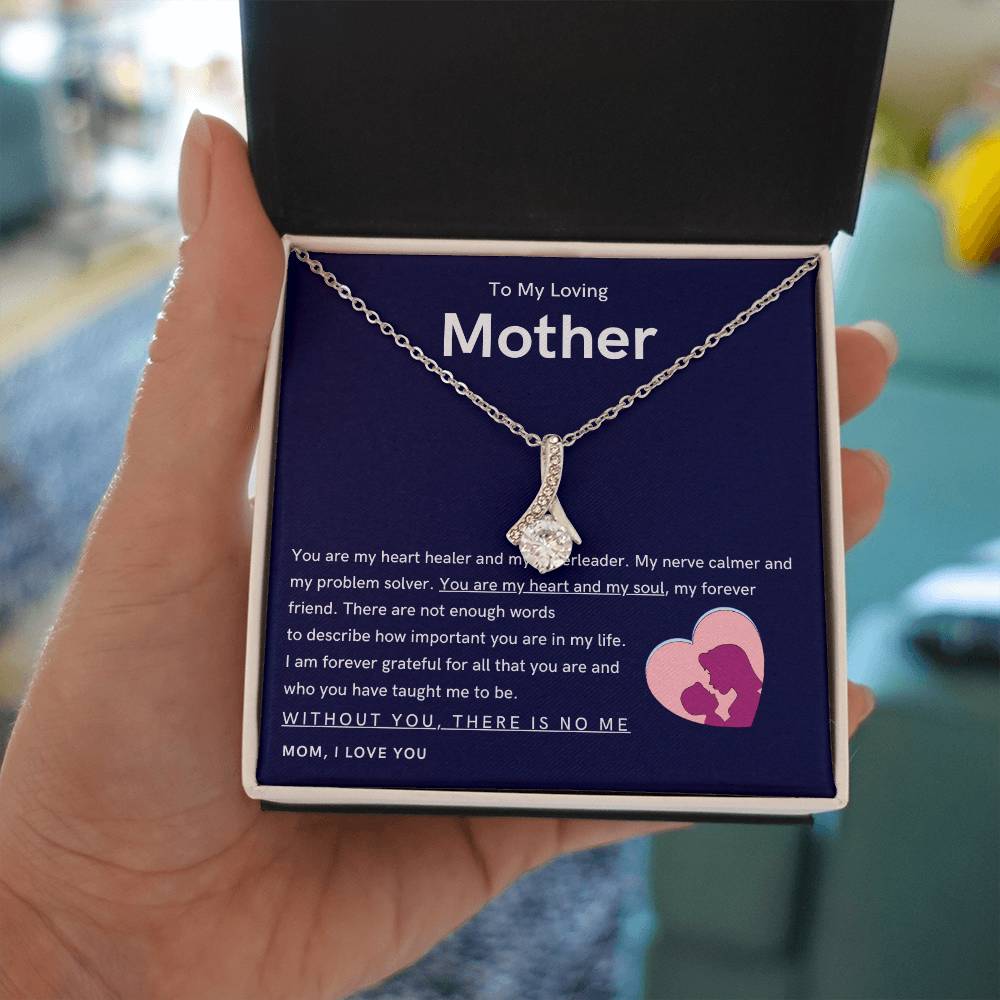 To My Loving
Mother
You are my heart healer and my erleader. My nerve calmer and
my problem solver. You are my heart and my soul, my forever
friend. There are not enough words
to describe how important you are in my life.
I am forever grateful for all that you are and
who you have taught me to be.
WITHOUT YOU, THERE IS NO ME
MOM, I LOVE YOU